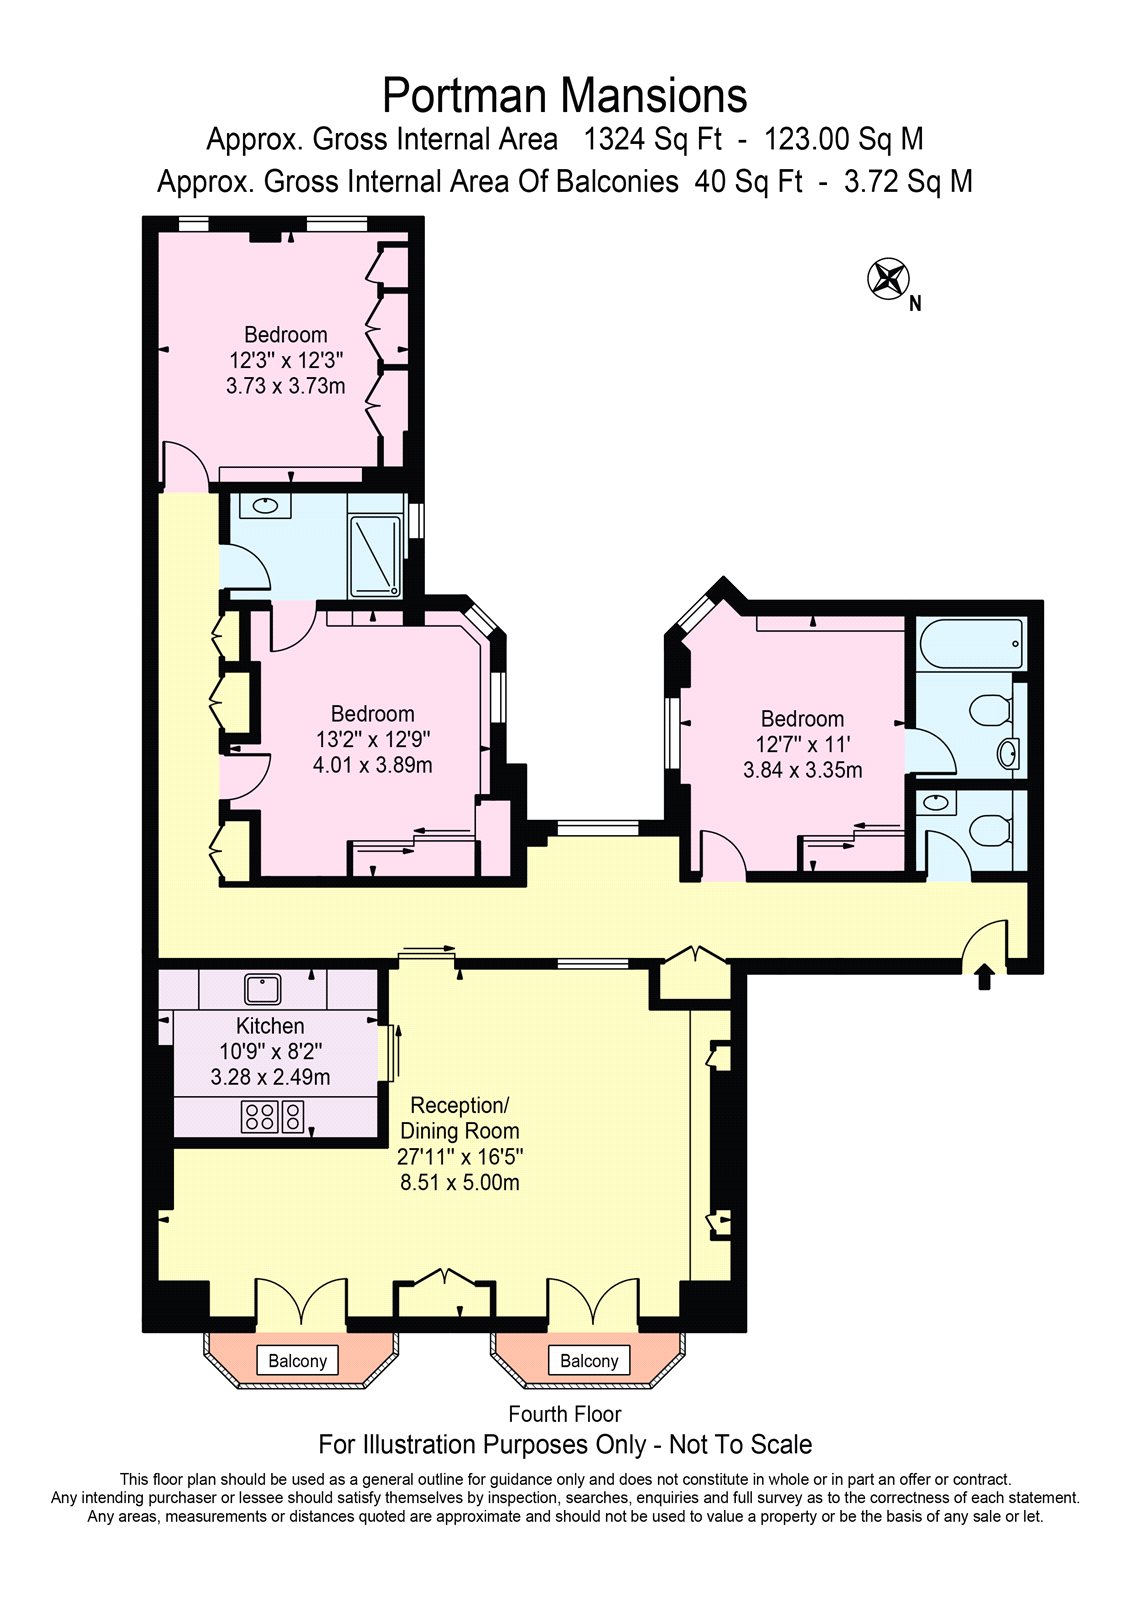 Portman Mansions
Approx. Gross Internal Area 1324 Sq Ft - 123.00 Sq M
Approx. Gross Internal Area Of Balconies 40 Sq Ft - 3.72 Sq M
N
Bedroom
12'3" x 12'3"
3.73 x 3.73m
Bedroom
13'2" x 12'9"
4.01 x 3.89m
Bedroom
12'7" x 11'
3.84 x 3.35m
Kitchen
10'9" x 8'2"
3.28 x 2.49m
Reception/
Dining Room
27'11" x 16'5"
8.51 x 5.00m
Balcony
Balcony
Fourth Floor
For Illustration Purposes Only - Not To Scale
This floor plan should be used as a general outline for guidance only and does not constitute in whole or in part an offer or contract.
Any intending purchaser or lessee should satisfy themselves by inspection, searches, enquiries and full survey as to the correctness of each statement.
Any areas, measurements or distances quoted are approximate and should not be used to value a property or be the basis of any sale or let.